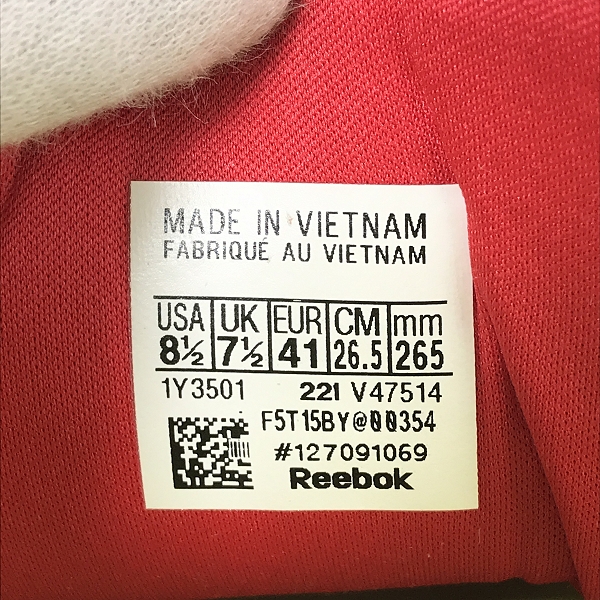 MADE IN VIETNAM
FABRIQUÉ AU VIETNAM
USA UK EUR CM mm
8½ 7½ 41 26.5 265
1Y3501 22I V47514
F5T15BY@00354
#127091069
Reebok